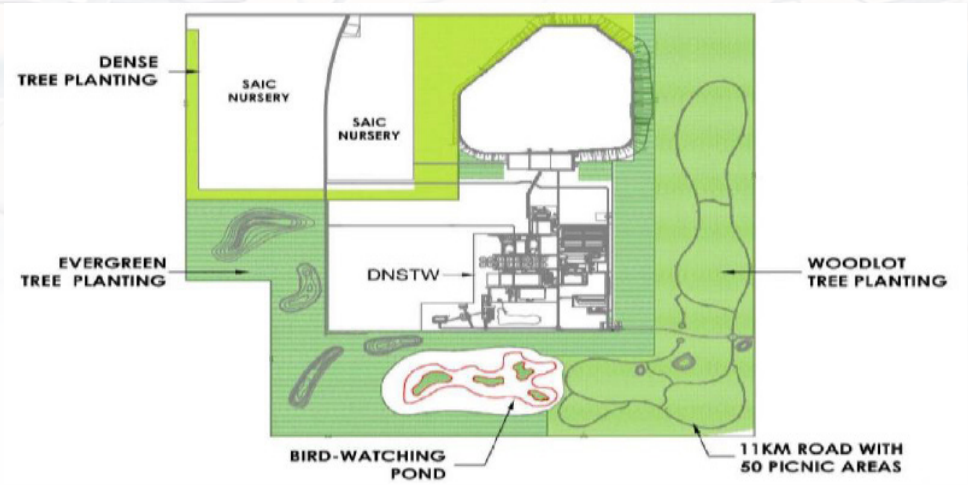 DENSE
TREE PLANTING
SAIC
NURSERY
SAIC
NURSERY
EVERGREEN
TREE PLANTING
DNSTW
WOODLOT
TREE PLANTING
BIRD-WATCHING
POND
11KM ROAD WITH
50 PICNIC AREAS